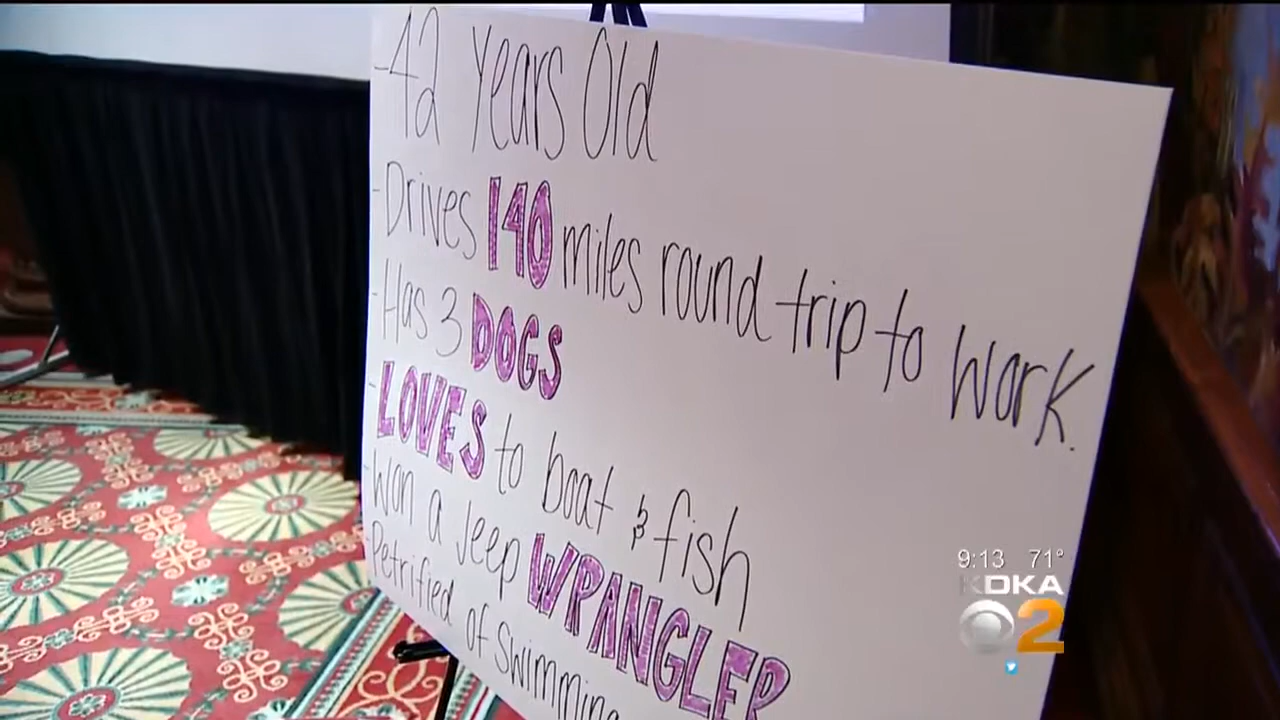 -42 Years Old
-Drives 140 miles round trip to work.
-Has 3 DOGS
-LOVES to boat & fish
-Won a Jeep WRANGLER
-Petrified of Swimming
9:13 71°
KDKA
2